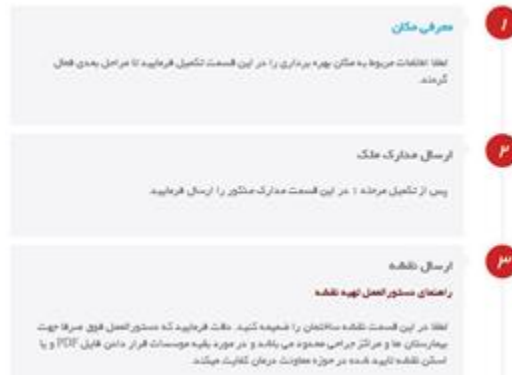 ۱
معرفی مکان
لطفا اطلاعات مربوط به مکان بهره برداری را در این قسمت تکمیل فرمایید تا مراحل بعدی فعال
گردند.
۲
ارسال مدارک ملک
پس از تکمیل مرحله ۱ در این قسمت مدارک مذکور را ارسال فرمایید.
۳
ارسال نقشه
راهنمای دستورالعمل تهیه نقشه
لطفا در این قسمت نقشه ساختمان را ضمیمه کنید. دقت فرمایید که دستورالعمل فوق صرفا جهت
بیمارستان ها و مراکز جراحی محدود می باشد و در مورد بقیه موسسات قرار دادن فایل PDF و یا
اسکن نقشه تایید شده در حوزه معاونت درمان کفایت میکند.